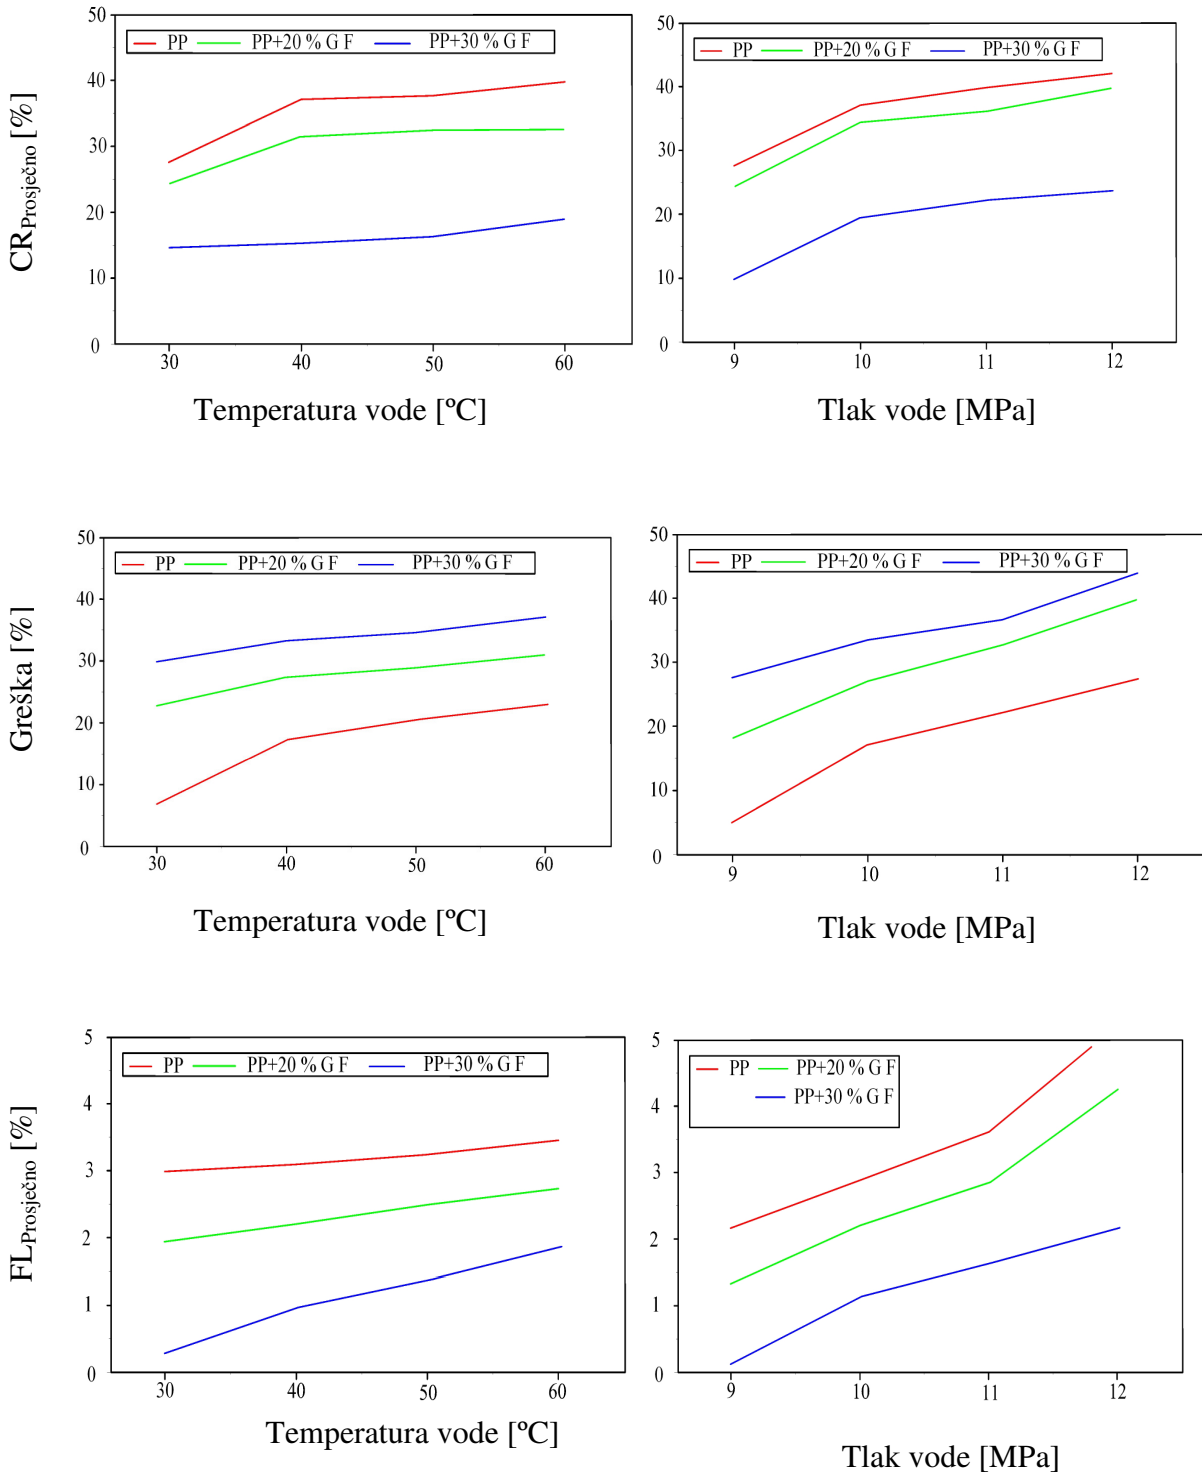 CR Prosječno [%]
50
40
30
20
10
0
PP PP+20 % G F PP+30 % G F
30 40 50 60
Temperatura vode [ºC]
50
40
30
20
10
0
PP PP+20 % G F PP+30 % G F
9 10 11 12
Tlak vode [MPa]
Greška [%]
50
40
30
20
10
0
PP PP+20 % G F PP+30 % G F
30 40 50 60
Temperatura vode [ºC]
50
40
30
20
10
0
PP PP+20 % G F PP+30 % G F
9 10 11 12
Tlak vode [MPa]
FL Prosječno [%]
5
4
3
2
1
0
PP PP+20 % G F PP+30 % G F
30 40 50 60
Temperatura vode [ºC]
5
4
3
2
1
0
PP PP+20 % G F
PP+30 % G F
9 10 11 12
Tlak vode [MPa]